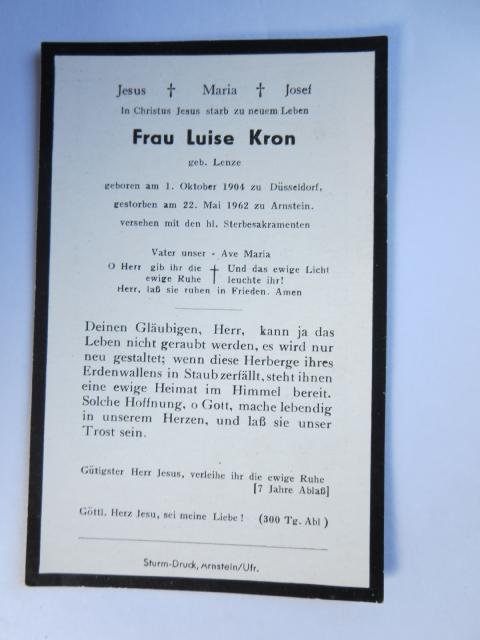 Jesus † Maria † Josef
In Christus Jesus starb zu neuem Leben
Frau Luise Kron
geb. Lenze
geboren am 1. Oktober 1904 zu Düsseldorf,
gestorben am 22. Mai 1962 zu Arnstein.
versehen mit den hl. Sterbesakramenten
Vater unser - Ave Maria
O Herr gib ihr die † Und das ewige Licht
ewige Ruhe leuchte ihr!
Herr, laß sie ruhen in Frieden. Amen
Deinen Gläubigen, Herr, kann ja das
Leben nicht geraubt werden, es wird nur
neu gestaltet; wenn diese Herberge ihres
Erdenwallens in Staub zerfällt, steht ihnen
eine ewige Heimat im Himmel bereit.
Solche Hoffnung, o Gott, mache lebendig
in unserem Herzen, und laß sie unser
Trost sein.
Gütigster Herr Jesus, verleihe ihr die ewige Ruhe
[7 Jahre Ablaß]
Göttl. Herz Jesu, sei meine Liebe! (300 Tg. Abl)
Sturm-Druck, Arnstein/Ufr.